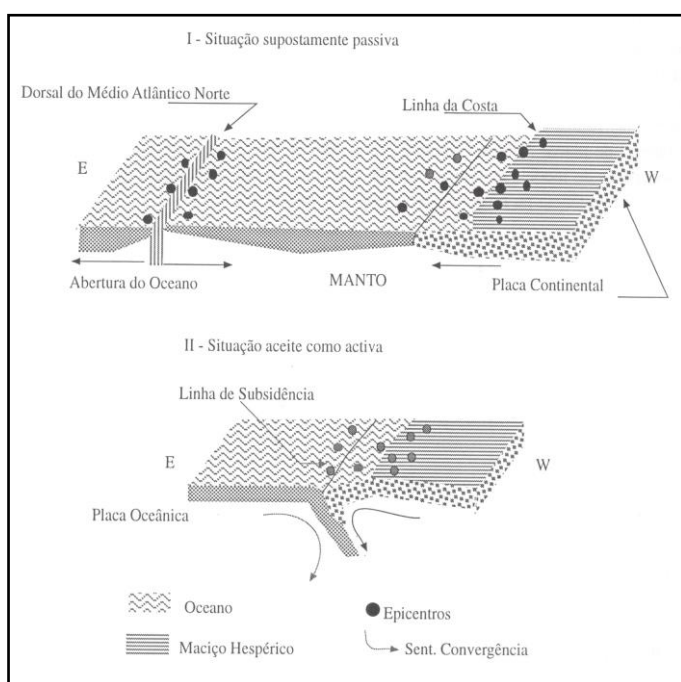 I - Situação supostamente passiva
Dorsal do Médio Atlântico Norte
Linha da Costa
E
W
Abertura do Oceano
MANTO
Placa Continental
II - Situação aceite como activa
Linha de Subsidência
E
W
Placa Oceânica
Oceano
Epicentros
Maciço Hespérico
Sent. Convergência